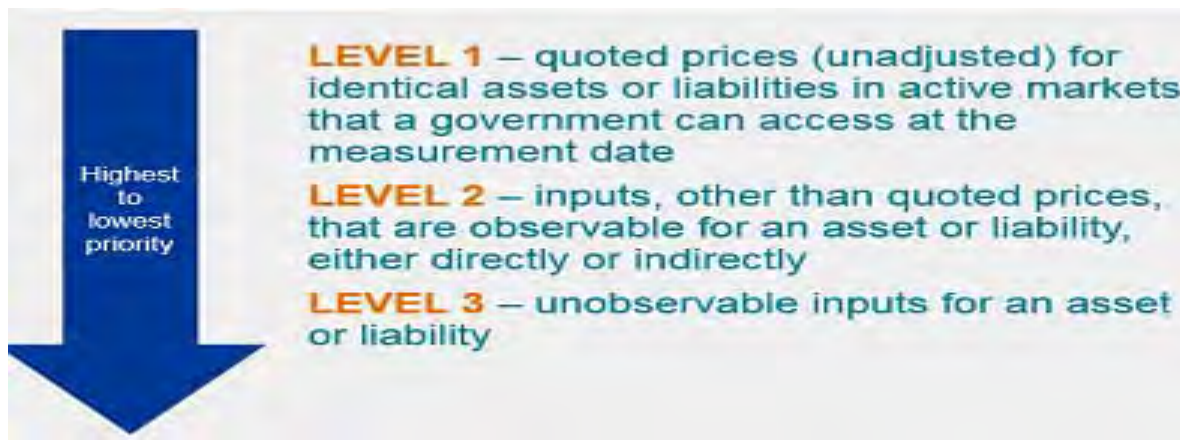 Highest
to
lowest
priority
LEVEL 1 – quoted prices (unadjusted) for
identical assets or liabilities in active markets
that a government can access at the
measurement date
LEVEL 2 – inputs, other than quoted prices,
that are observable for an asset or liability,
either directly or indirectly
LEVEL 3 – unobservable inputs for an asset
or liability